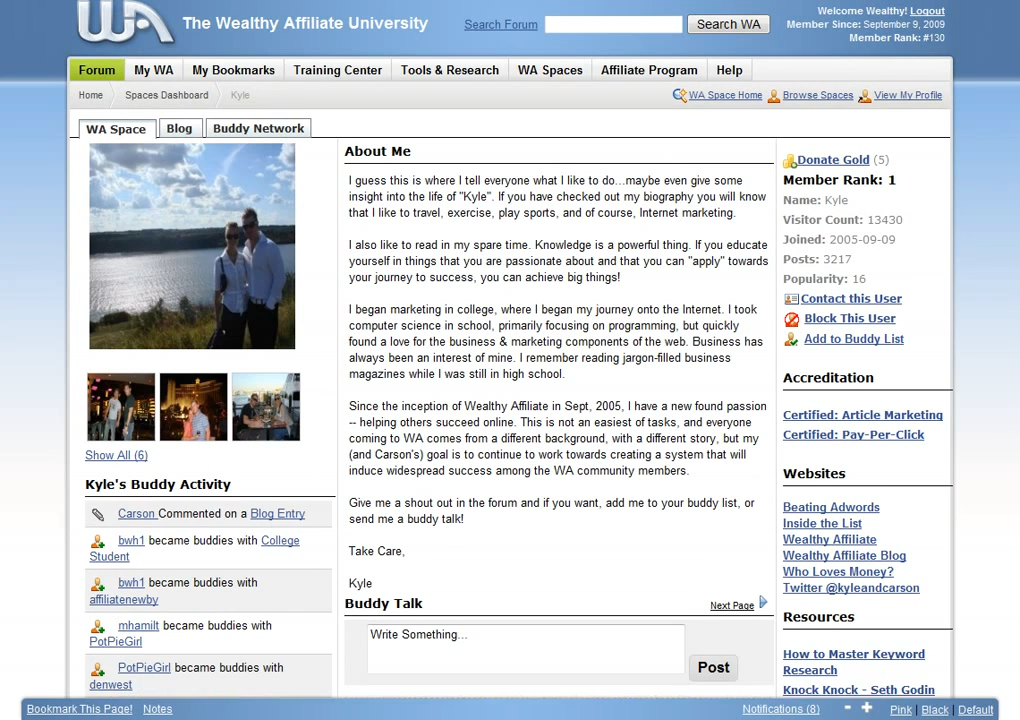 WA The Wealthy Affiliate University
Search Forum
Search WA
Welcome Wealthy! Logout
Member Since: September 9, 2009
Member Rank: #130
Forum My WA My Bookmarks Training Center Tools & Research WA Spaces Affiliate Program Help
Home Spaces Dashboard Kyle
WA Space Home Browse Spaces View My Profile
WA Space Blog Buddy Network
Show All (6)
Kyle's Buddy Activity
Carson Commented on a Blog Entry
bwh1 became buddies with College
Student
bwh1 became buddies with
affiliatenewby
mhamilt became buddies with
PotPieGirl
PotPieGirl became buddies with
denwest
About Me
I guess this is where I tell everyone what I like to do...maybe even give some
insight into the life of "Kyle". If you have checked out my biography you will know
that I like to travel, exercise, play sports, and of course, Internet marketing.
I also like to read in my spare time. Knowledge is a powerful thing. If you educate
yourself in things that you are passionate about and that you can "apply" towards
your journey to success, you can achieve big things!
I began marketing in college, where I began my journey onto the Internet. I took
computer science in school, primarily focusing on programming, but quickly
found a love for the business & marketing components of the web. Business has
always been an interest of mine. I remember reading jargon-filled business
magazines while I was still in high school.
Since the inception of Wealthy Affiliate in Sept, 2005, I have a new found passion
-- helping others succeed online. This is not an easiest of tasks, and everyone
coming to WA comes from a different background, with a different story, but my
(and Carson's) goal is to continue to work towards creating a system that will
induce widespread success among the WA community members.
Give me a shout out in the forum and if you want, add me to your buddy list, or
send me a buddy talk!
Take Care,
Kyle
Buddy Talk
Next Page
Write Something...
Post
Donate Gold (5)
Member Rank: 1
Name: Kyle
Visitor Count: 13430
Joined: 2005-09-09
Posts: 3217
Popularity: 16
Contact this User
Block This User
Add to Buddy List
Accreditation
Certified: Article Marketing
Certified: Pay-Per-Click
Websites
Beating Adwords
Inside the List
Wealthy Affiliate
Wealthy Affiliate Blog
Who Loves Money?
Twitter @kyleandcarson
Resources
How to Master Keyword
Research
Knock Knock - Seth Godin
Bookmark This Page! Notes
Notifications (8) - + Pink | Black | Default